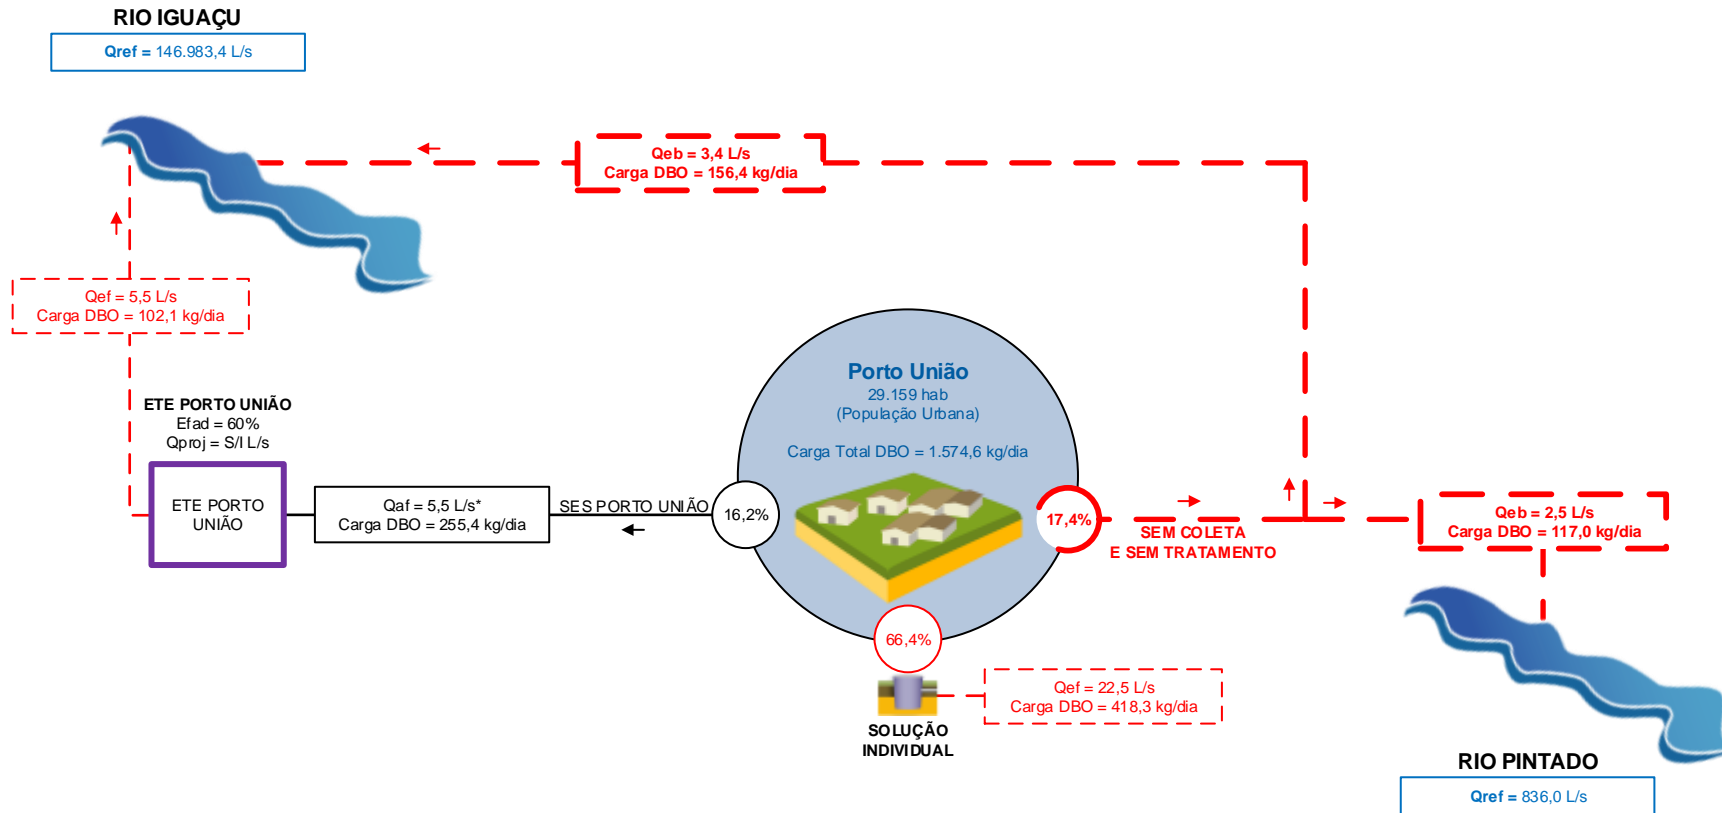 RIO IGUAÇU
Qref = 146.983,4 L/s
Qeb = 3,4 L/s
Carga DBO = 156,4 kg/dia
Qef = 5,5 L/s
Carga DBO = 102,1 kg/dia
ETE PORTO UNIÃO
Efad = 60%
Qproj = S/I L/s
ETE PORTO
UNIÃO
Qaf = 5,5 L/s*
Carga DBO = 255,4 kg/dia
SES PORTO UNIÃO
16,2%
Porto União
29.159 hab
(População Urbana)
Carga Total DBO = 1.574,6 kg/dia
17,4%
SEM COLETA
E SEM TRATAMENTO
Qeb = 2,5 L/s
Carga DBO = 117,0 kg/dia
66,4%
SOLUÇÃO
INDIVIDUAL
Qef = 22,5 L/s
Carga DBO = 418,3 kg/dia
RIO PINTADO
Qref = 836,0 L/s